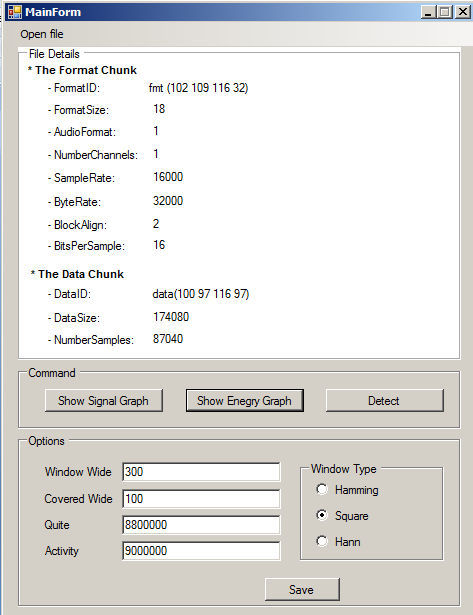 MainForm
Open file
File Details
* The Format Chunk
- FormatID: fmt (102 109 116 32)
- FormatSize: 18
- AudioFormat: 1
- NumberChannels: 1
- SampleRate: 16000
- ByteRate: 32000
- BlockAlign: 2
- BitsPerSample: 16
* The Data Chunk
- DataID: data(100 97 116 97)
- DataSize: 174080
- NumberSamples: 87040
Command
Show Signal Graph Show Enegry Graph Detect
Options
Window Wide 300
Covered Wide 100
Quite 8800000
Activity 9000000
Window Type
Hamming
Square
Hann
Save